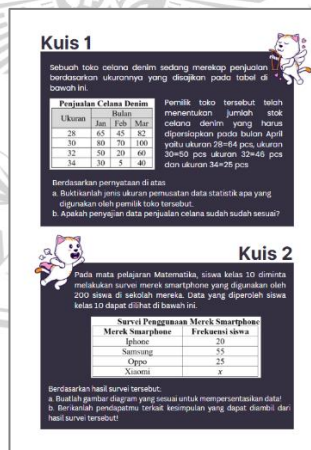 Kuis 1
Sebuah toko celana denim sedang merekap penjualan
berdasarkan ukurannya yang disajikan pada tabel di
bawah ini.
Penjualan Celana Denim
Ukuran Bulan
Jan Feb Mar
28 65 45 82
30 80 70 100
32 50 20 60
34 30 5 40
Pemilik toko tersebut telah
menentukan jumlah stok
celana denim yang harus
dipersiapkan pada bulan April
yaitu ukuran 28=64 pcs, ukuran
30=50 pcs ukuran 32=46 pcs
dan ukuran 34=25 pcs
Berdasarkan pernyataan di atas
a. Buktikanlah jenis ukuran pemusatan data statistik apa yang
digunakan oleh pemilik toko tersebut.
b. Apakah penyajian data penjualan celana sudah sudah sesuai?
Kuis 2
Pada mata pelajaran Matematika, siswa kelas 10 diminta
melakukan survei merek smartphone yang digunakan oleh
200 siswa di sekolah mereka. Data yang diperoleh siswa
kelas 10 dapat dilihat di bawah ini.
Survei Penggunaan Merek Smartphone
Merek Smarphone Frekuensi siswa
Iphone 20
Samsung 55
Oppo 25
Xiaomi x
Berdasarkan hasil survei tersebut;
a. Buatlah gambar diagram yang sesuai untuk mempersentasikan data!
b. Berikanlah pendapatmu terkait kesimpulan yang dapat diambil dari
hasil survei tersebut!